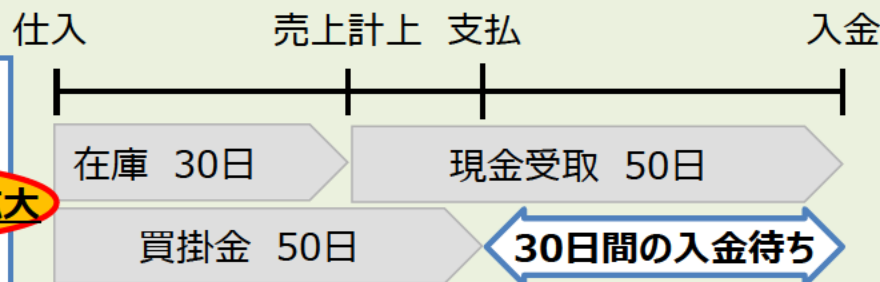 仕入 売上計上 支払 入金
在庫 30日 現金受取 50日
大
買掛金 50日 30日間の入金待ち